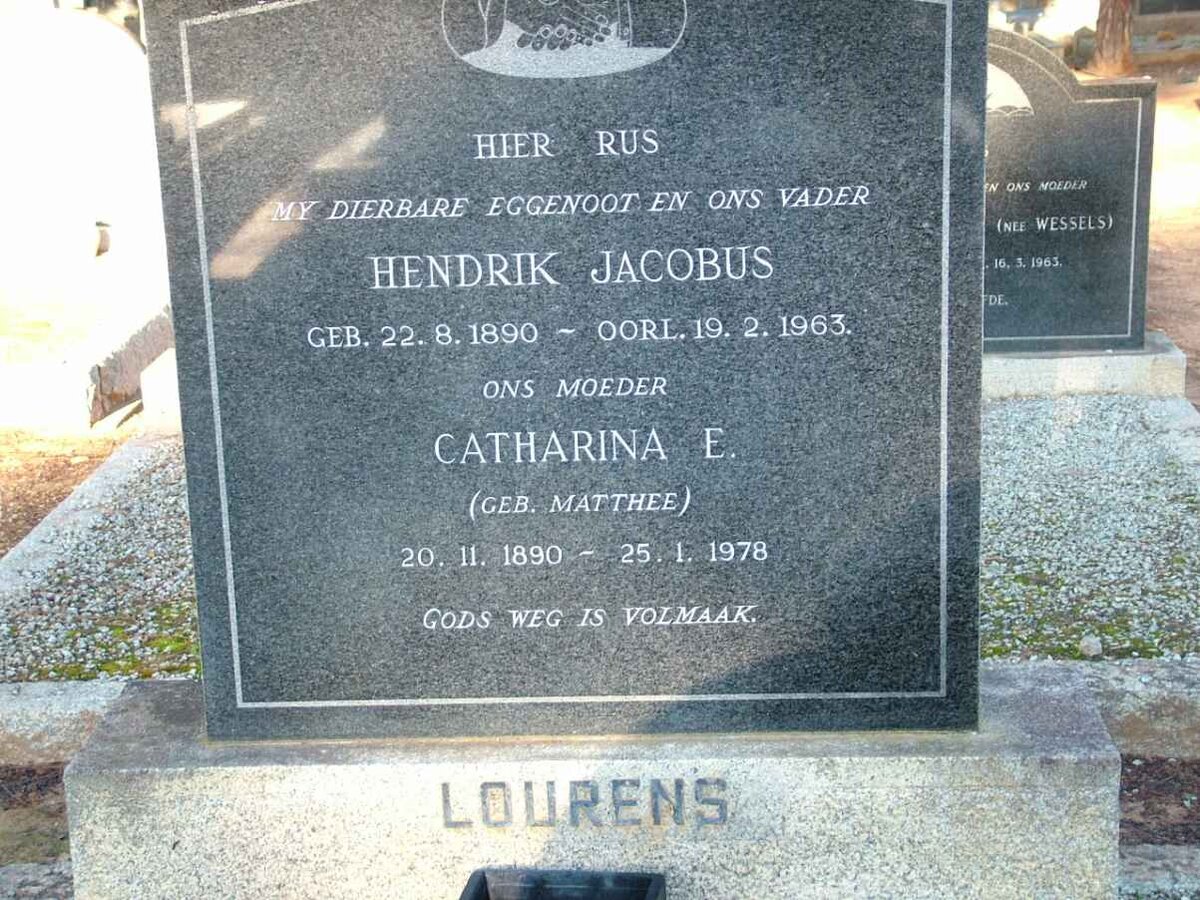 HIER RUS
MY DIERBARE EGGENOOT EN ONS VADER
HENDRIK JACOBUS
GEB. 22. 8. 1890 ~ OORL. 19. 2. 1963.
ONS MOEDER
CATHARINA E.
(GEB. MATTHEE)
20. 11. 1890 ~ 25. 1. 1978
GODS WEG IS VOLMAAK.
LOURENS
EN ONS MOEDER
(NEE WESSELS)
16. 3. 1963.